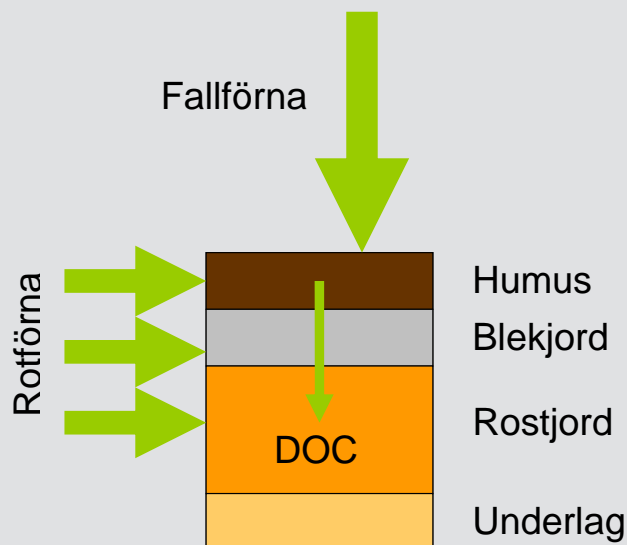 Fallförna
Rotförna
Humus
Blekjord
Rostjord
DOC
Underlag